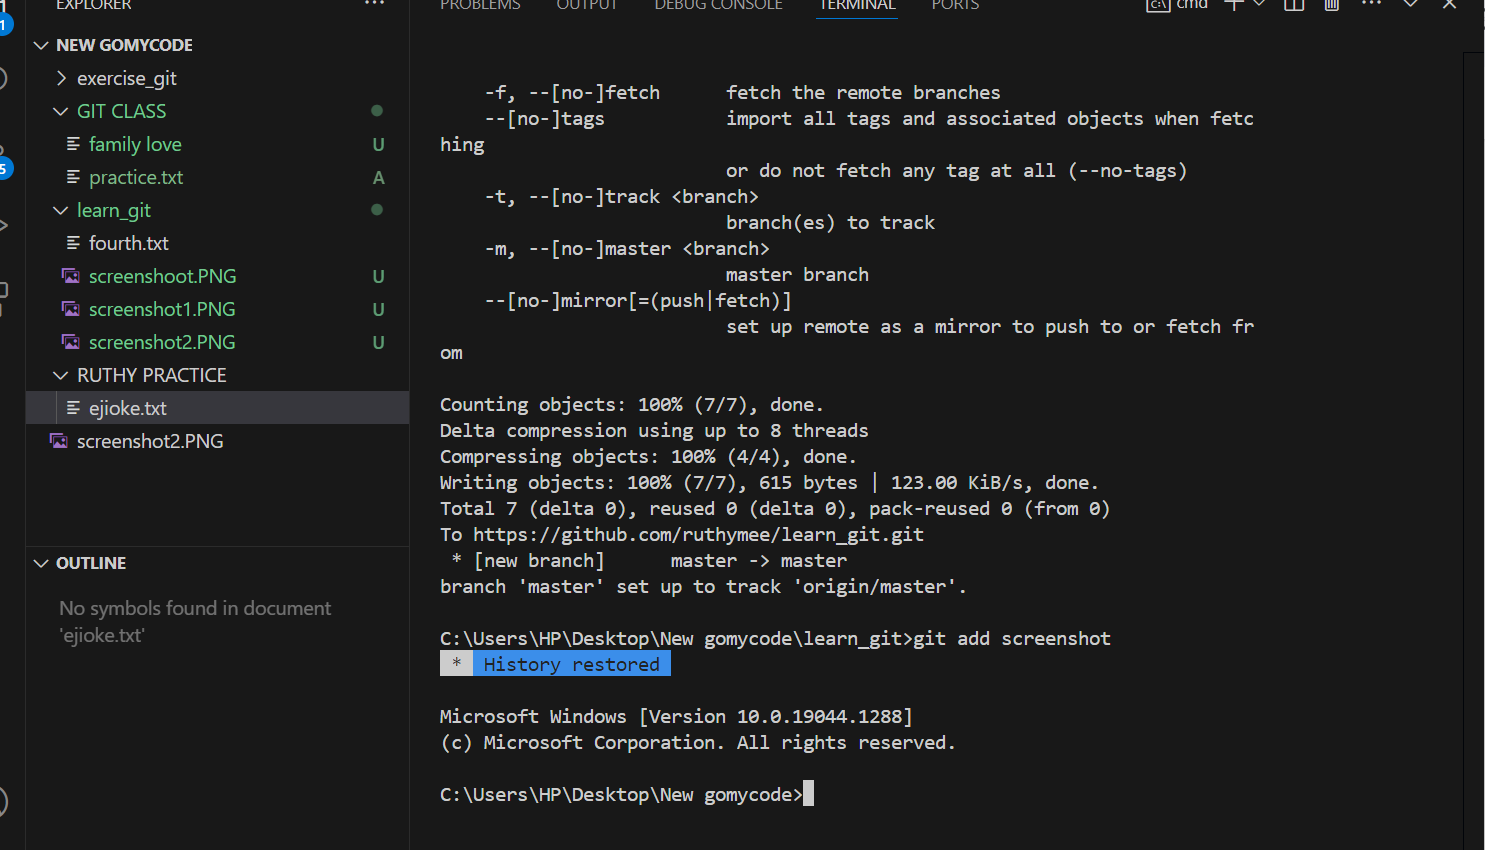 EXPLORER
...
PROBLEMS OUTPUT DEBUG CONSOLE TERMINAL PORTS
cmd
1
5
NEW GOMYCODE
exercise_git
GIT CLASS
family love U
practice.txt A
learn_git
fourth.txt
screenshoot.PNG U
screenshot1.PNG U
screenshot2.PNG U
RUTHY PRACTICE
ejioke.txt
screenshot2.PNG
OUTLINE
No symbols found in document
'ejioke.txt'
-f, --[no-]fetch fetch the remote branches
--[no-]tags import all tags and associated objects when fetc
hing
or do not fetch any tag at all (--no-tags)
-t, --[no-]track <branch>
branch(es) to track
-m, --[no-]master <branch>
master branch
--[no-]mirror[=(push|fetch)]
set up remote as a mirror to push to or fetch fr
om
Counting objects: 100% (7/7), done.
Delta compression using up to 8 threads
Compressing objects: 100% (4/4), done.
Writing objects: 100% (7/7), 615 bytes | 123.00 KiB/s, done.
Total 7 (delta 0), reused 0 (delta 0), pack-reused 0 (from 0)
To https://github.com/ruthymee/learn_git.git
* [new branch] master -> master
branch 'master' set up to track 'origin/master'.
C:\Users\HP\Desktop\New gomycode\learn_git>git add screenshot
* History restored
Microsoft Windows [Version 10.0.19044.1288]
(c) Microsoft Corporation. All rights reserved.
C:\Users\HP\Desktop\New gomycode>